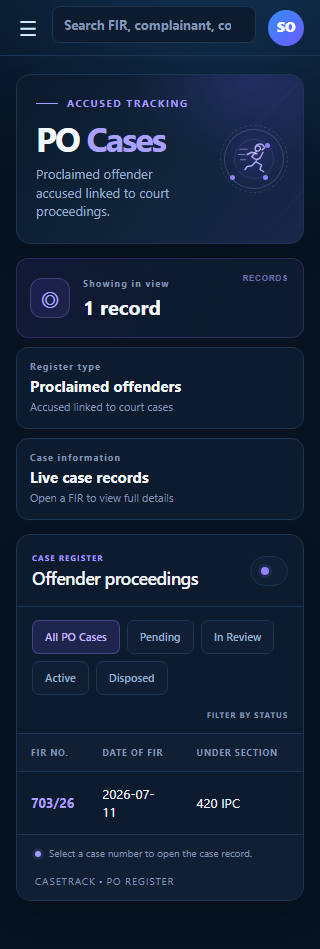 Search FIR, complainant, co
SO
ACCUSED TRACKING
PO Cases
Proclaimed offender
accused linked to court
proceedings.
Showing in view
RECORDS
1 record
Register type
Proclaimed offenders
Accused linked to court cases
Case information
Live case records
Open a FIR to view full details
CASE REGISTER
Offender proceedings
All PO Cases
Pending
In Review
Active
Disposed
FILTER BY STATUS
FIR NO. DATE OF FIR UNDER SECTION
703/26 2026-07-11 420 IPC
Select a case number to open the case record.
CASETRACK • PO REGISTER